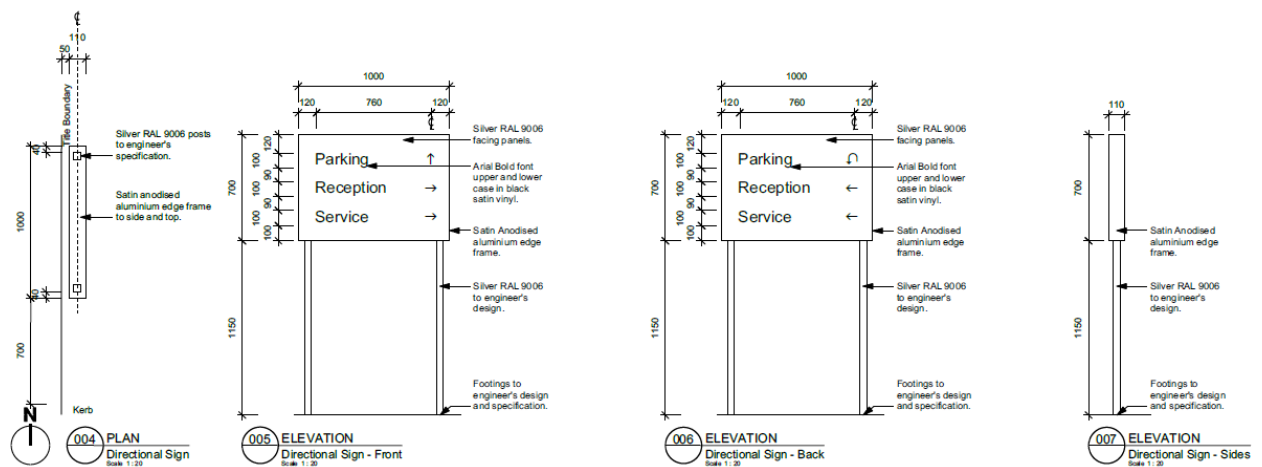 ℄
110
50
Title Boundary
40
1000
40
700
Silver RAL 9006 posts
to engineer's
specification.
Satin anodised
aluminium edge frame
to side and top.
Kerb
N
004
PLAN
Directional Sign
Scale 1 : 20
1000
120
760
120
℄
700
1150
120
100
100
100
100
100
100
Parking ↑
Reception →
Service →
Silver RAL 9006
facing panels.
Arial Bold font
upper and lower
case in black
satin vinyl.
Satin Anodised
aluminium edge
frame.
Silver RAL 9006
to engineer's
design.
Footings to
engineer's design
and specification.
005
ELEVATION
Directional Sign - Front
Scale 1 : 20
1000
120
760
120
℄
700
1150
120
100
100
100
100
100
100
Parking
Reception ←
Service ←
Silver RAL 9006
facing panels.
Arial Bold font
upper and lower
case in black
satin vinyl.
Satin Anodised
aluminium edge
frame.
Silver RAL 9006
to engineer's
design.
Footings to
engineer's design
and specification.
006
ELEVATION
Directional Sign - Back
Scale 1 : 20
110
700
1150
Satin Anodised
aluminium edge
frame.
Silver RAL 9006
to engineer's
design.
Footings to
engineer's design
and specification.
007
ELEVATION
Directional Sign - Sides
Scale 1 : 20